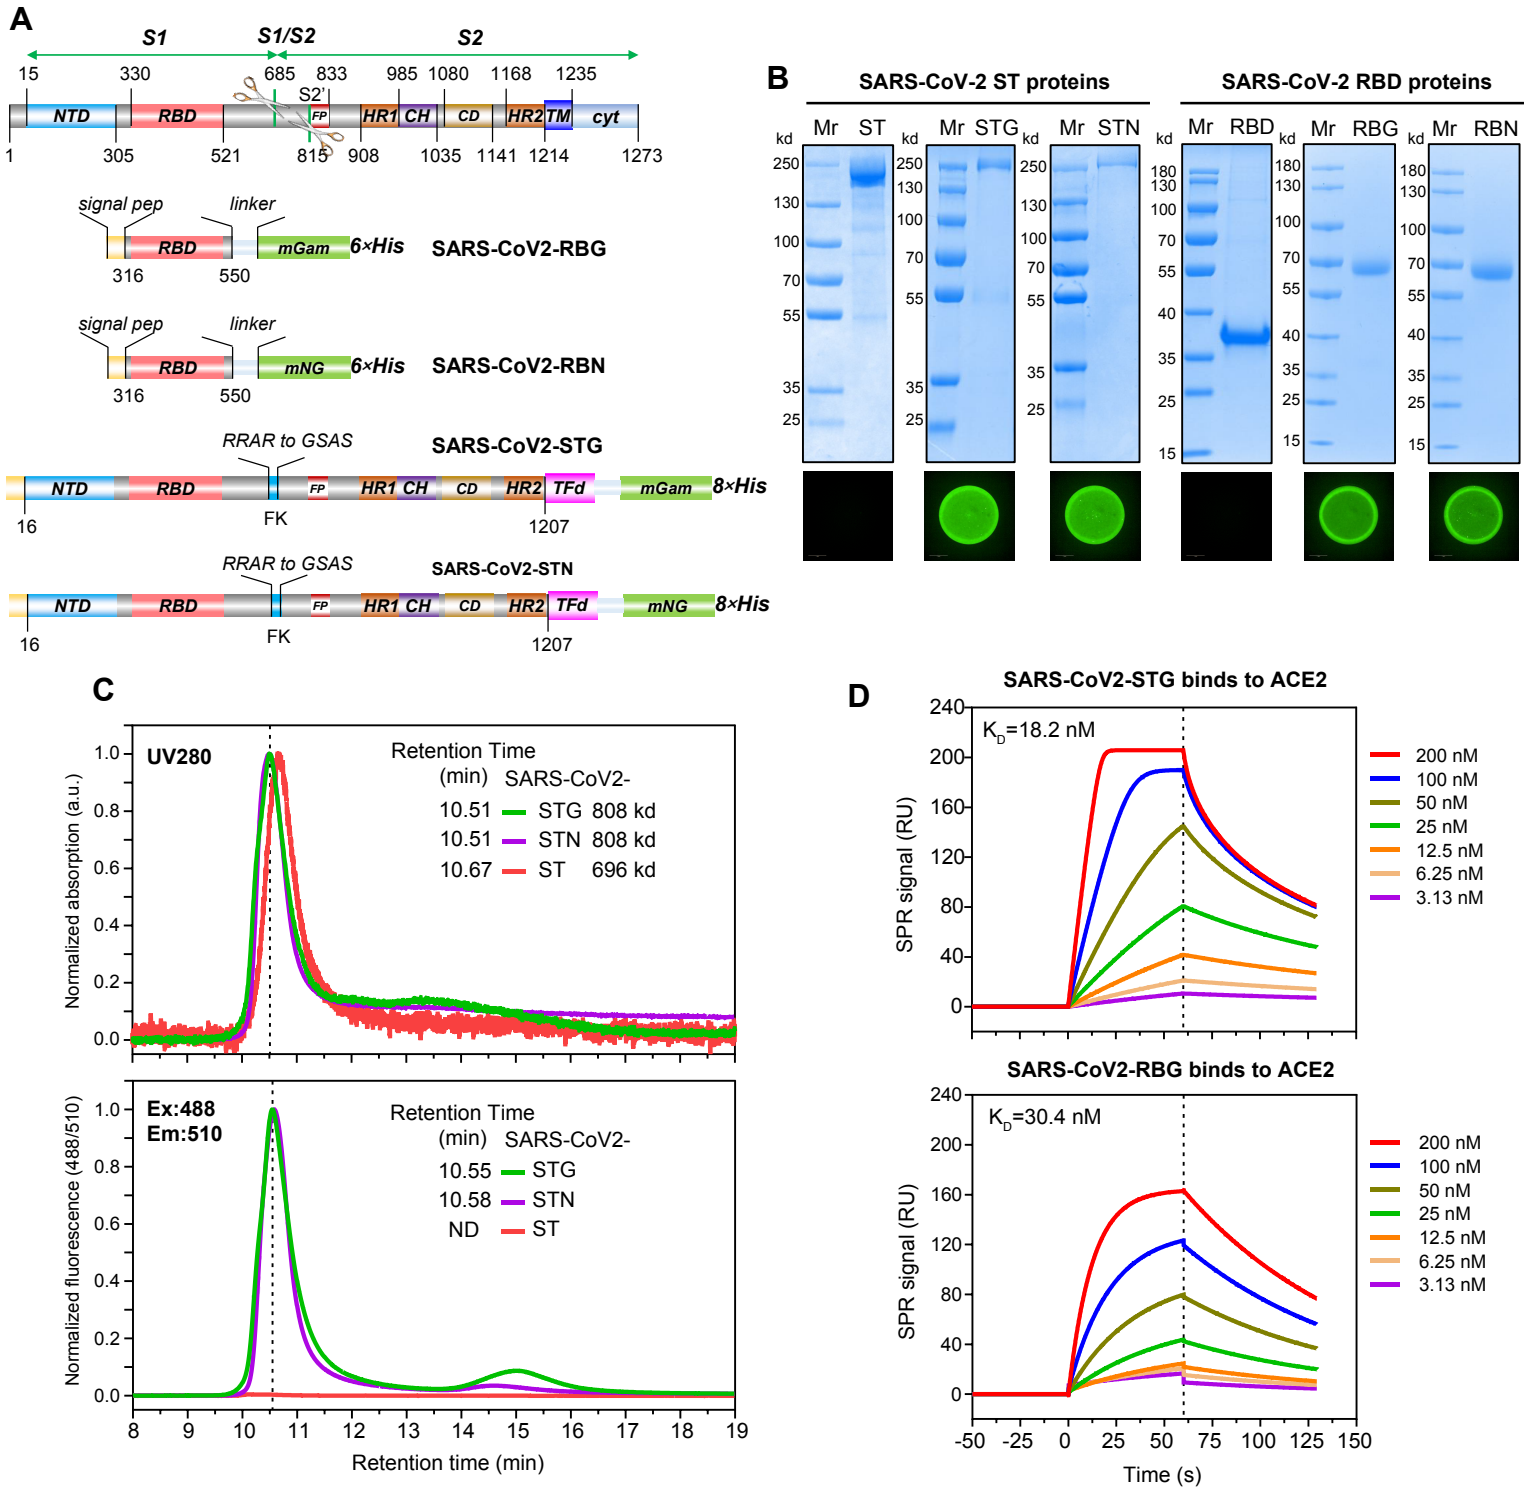 A
S1 S1/S2 S2
15 330 685 833 985 1080 1168 1235
S2'
NTD RBD FP HR1 CH CD HR2 TM cyt
1 305 521 815 908 1035 1141 1214 1273
signal pep linker
RBD mGam 6×His SARS-CoV2-RBG
316 550
signal pep linker
RBD mNG 6×His SARS-CoV2-RBN
316 550
RRAR to GSAS SARS-CoV2-STG
NTD RBD FP HR1 CH CD HR2 TFd mGam 8×His
16 FK 1207
RRAR to GSAS SARS-CoV2-STN
NTD RBD FP HR1 CH CD HR2 TFd mNG 8×His
16 FK 1207
B
SARS-CoV-2 ST proteins
kd Mr ST
250
130
100
70
55
35
25
kd Mr STG
250
130
100
70
55
35
25
kd Mr STN
250
130
100
70
55
35
25
SARS-CoV-2 RBD proteins
kd Mr RBD
180
130
100
70
55
40
35
25
15
kd Mr RBG
180
130
100
70
55
40
35
25
15
kd Mr RBN
180
130
100
70
55
40
35
25
15
C
UV280
Retention Time
(min) SARS-CoV2-
10.51 STG 808 kd
10.51 STN 808 kd
10.67 ST 696 kd
Normalized absorption (a.u.)
1.0
0.8
0.6
0.4
0.2
0.0
Ex:488
Em:510
Retention Time
(min) SARS-CoV2-
10.55 STG
10.58 STN
ND ST
Normalized fluorescence (488/510)
1.0
0.8
0.6
0.4
0.2
0.0
8 9 10 11 12 13 14 15 16 17 18 19
Retention time (min)
D
SARS-CoV2-STG binds to ACE2
KD=18.2 nM
SPR signal (RU)
240
200
160
120
80
40
0
200 nM
100 nM
50 nM
25 nM
12.5 nM
6.25 nM
3.13 nM
SARS-CoV2-RBG binds to ACE2
KD=30.4 nM
SPR signal (RU)
240
200
160
120
80
40
0
200 nM
100 nM
50 nM
25 nM
12.5 nM
6.25 nM
3.13 nM
-50 -25 0 25 50 75 100 125 150
Time (s)